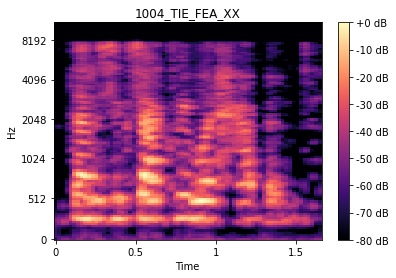 1004_TIE_FEA_XX
8192
4096
2048
1024
512
0
Hz
0
0.5
1
1.5
Time
+0 dB
-10 dB
-20 dB
-30 dB
-40 dB
-50 dB
-60 dB
-70 dB
-80 dB